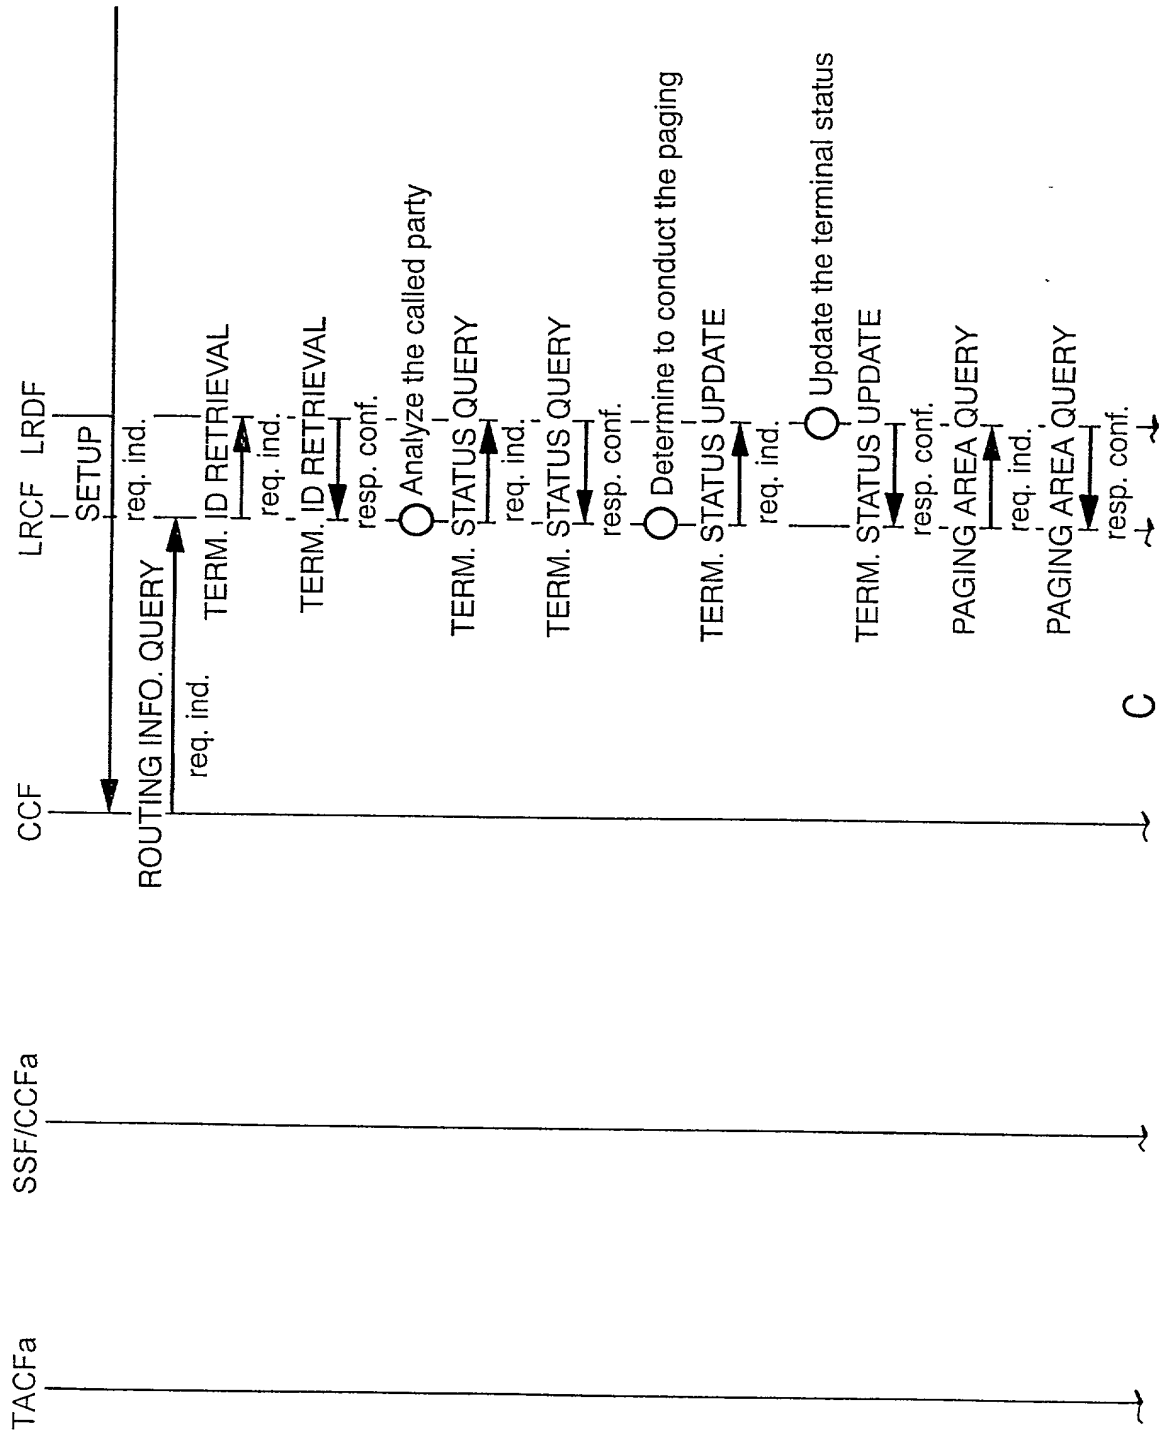 TACFa
SSF/CCFa
CCF
LRCF
LRDF
SETUP
req. ind.
ROUTING INFO. QUERY
req. ind.
TERM. ID RETRIEVAL
req. ind.
TERM. ID RETRIEVAL
resp. conf.
Analyze the called party
TERM. STATUS QUERY
req. ind.
TERM. STATUS QUERY
resp. conf.
Determine to conduct the paging
TERM. STATUS UPDATE
req. ind.
Update the terminal status
TERM. STATUS UPDATE
resp. conf.
PAGING AREA QUERY
req. ind.
PAGING AREA QUERY
resp. conf.
C